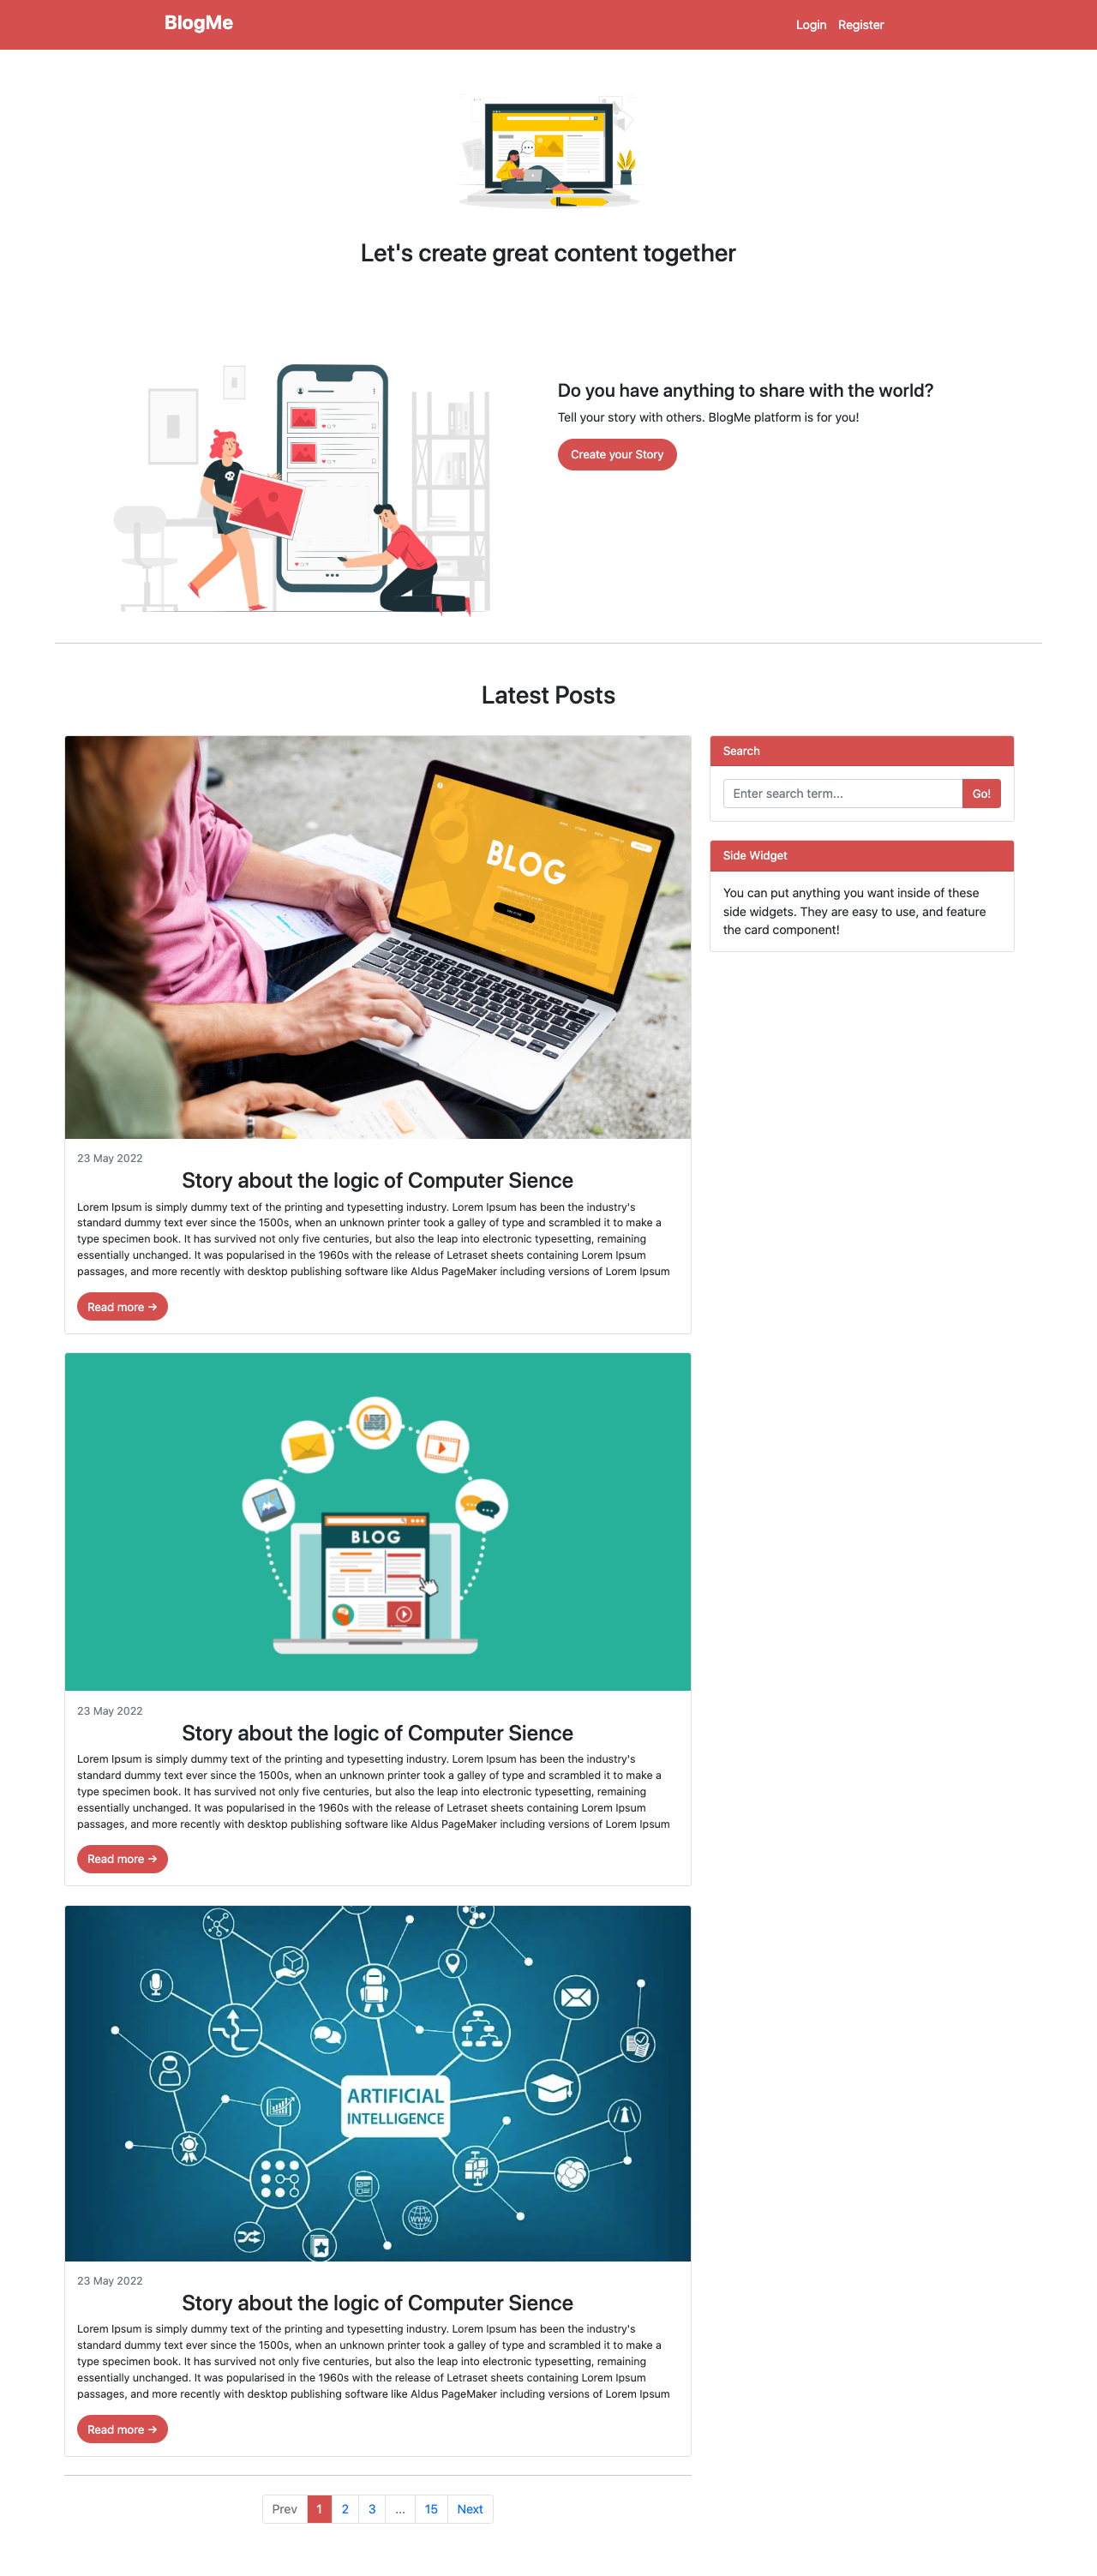 BlogMe
Login Register
Let's create great content together
Do you have anything to share with the world?
Tell your story with others. BlogMe platform is for you!
Create your Story
Latest Posts
BLOG
23 May 2022
Story about the logic of Computer Sience
Lorem Ipsum is simply dummy text of the printing and typesetting industry. Lorem Ipsum has been the industry's
standard dummy text ever since the 1500s, when an unknown printer took a galley of type and scrambled it to make a
type specimen book. It has survived not only five centuries, but also the leap into electronic typesetting, remaining
essentially unchanged. It was popularised in the 1960s with the release of Letraset sheets containing Lorem Ipsum
passages, and more recently with desktop publishing software like Aldus PageMaker including versions of Lorem Ipsum
Read more →
BLOG
23 May 2022
Story about the logic of Computer Sience
Lorem Ipsum is simply dummy text of the printing and typesetting industry. Lorem Ipsum has been the industry's
standard dummy text ever since the 1500s, when an unknown printer took a galley of type and scrambled it to make a
type specimen book. It has survived not only five centuries, but also the leap into electronic typesetting, remaining
essentially unchanged. It was popularised in the 1960s with the release of Letraset sheets containing Lorem Ipsum
passages, and more recently with desktop publishing software like Aldus PageMaker including versions of Lorem Ipsum
Read more →
ARTIFICIAL
INTELLIGENCE
WWW
23 May 2022
Story about the logic of Computer Sience
Lorem Ipsum is simply dummy text of the printing and typesetting industry. Lorem Ipsum has been the industry's
standard dummy text ever since the 1500s, when an unknown printer took a galley of type and scrambled it to make a
type specimen book. It has survived not only five centuries, but also the leap into electronic typesetting, remaining
essentially unchanged. It was popularised in the 1960s with the release of Letraset sheets containing Lorem Ipsum
passages, and more recently with desktop publishing software like Aldus PageMaker including versions of Lorem Ipsum
Read more →
Prev 1 2 3 ... 15 Next
Search
Enter search term...
Go!
Side Widget
You can put anything you want inside of these
side widgets. They are easy to use, and feature
the card component!